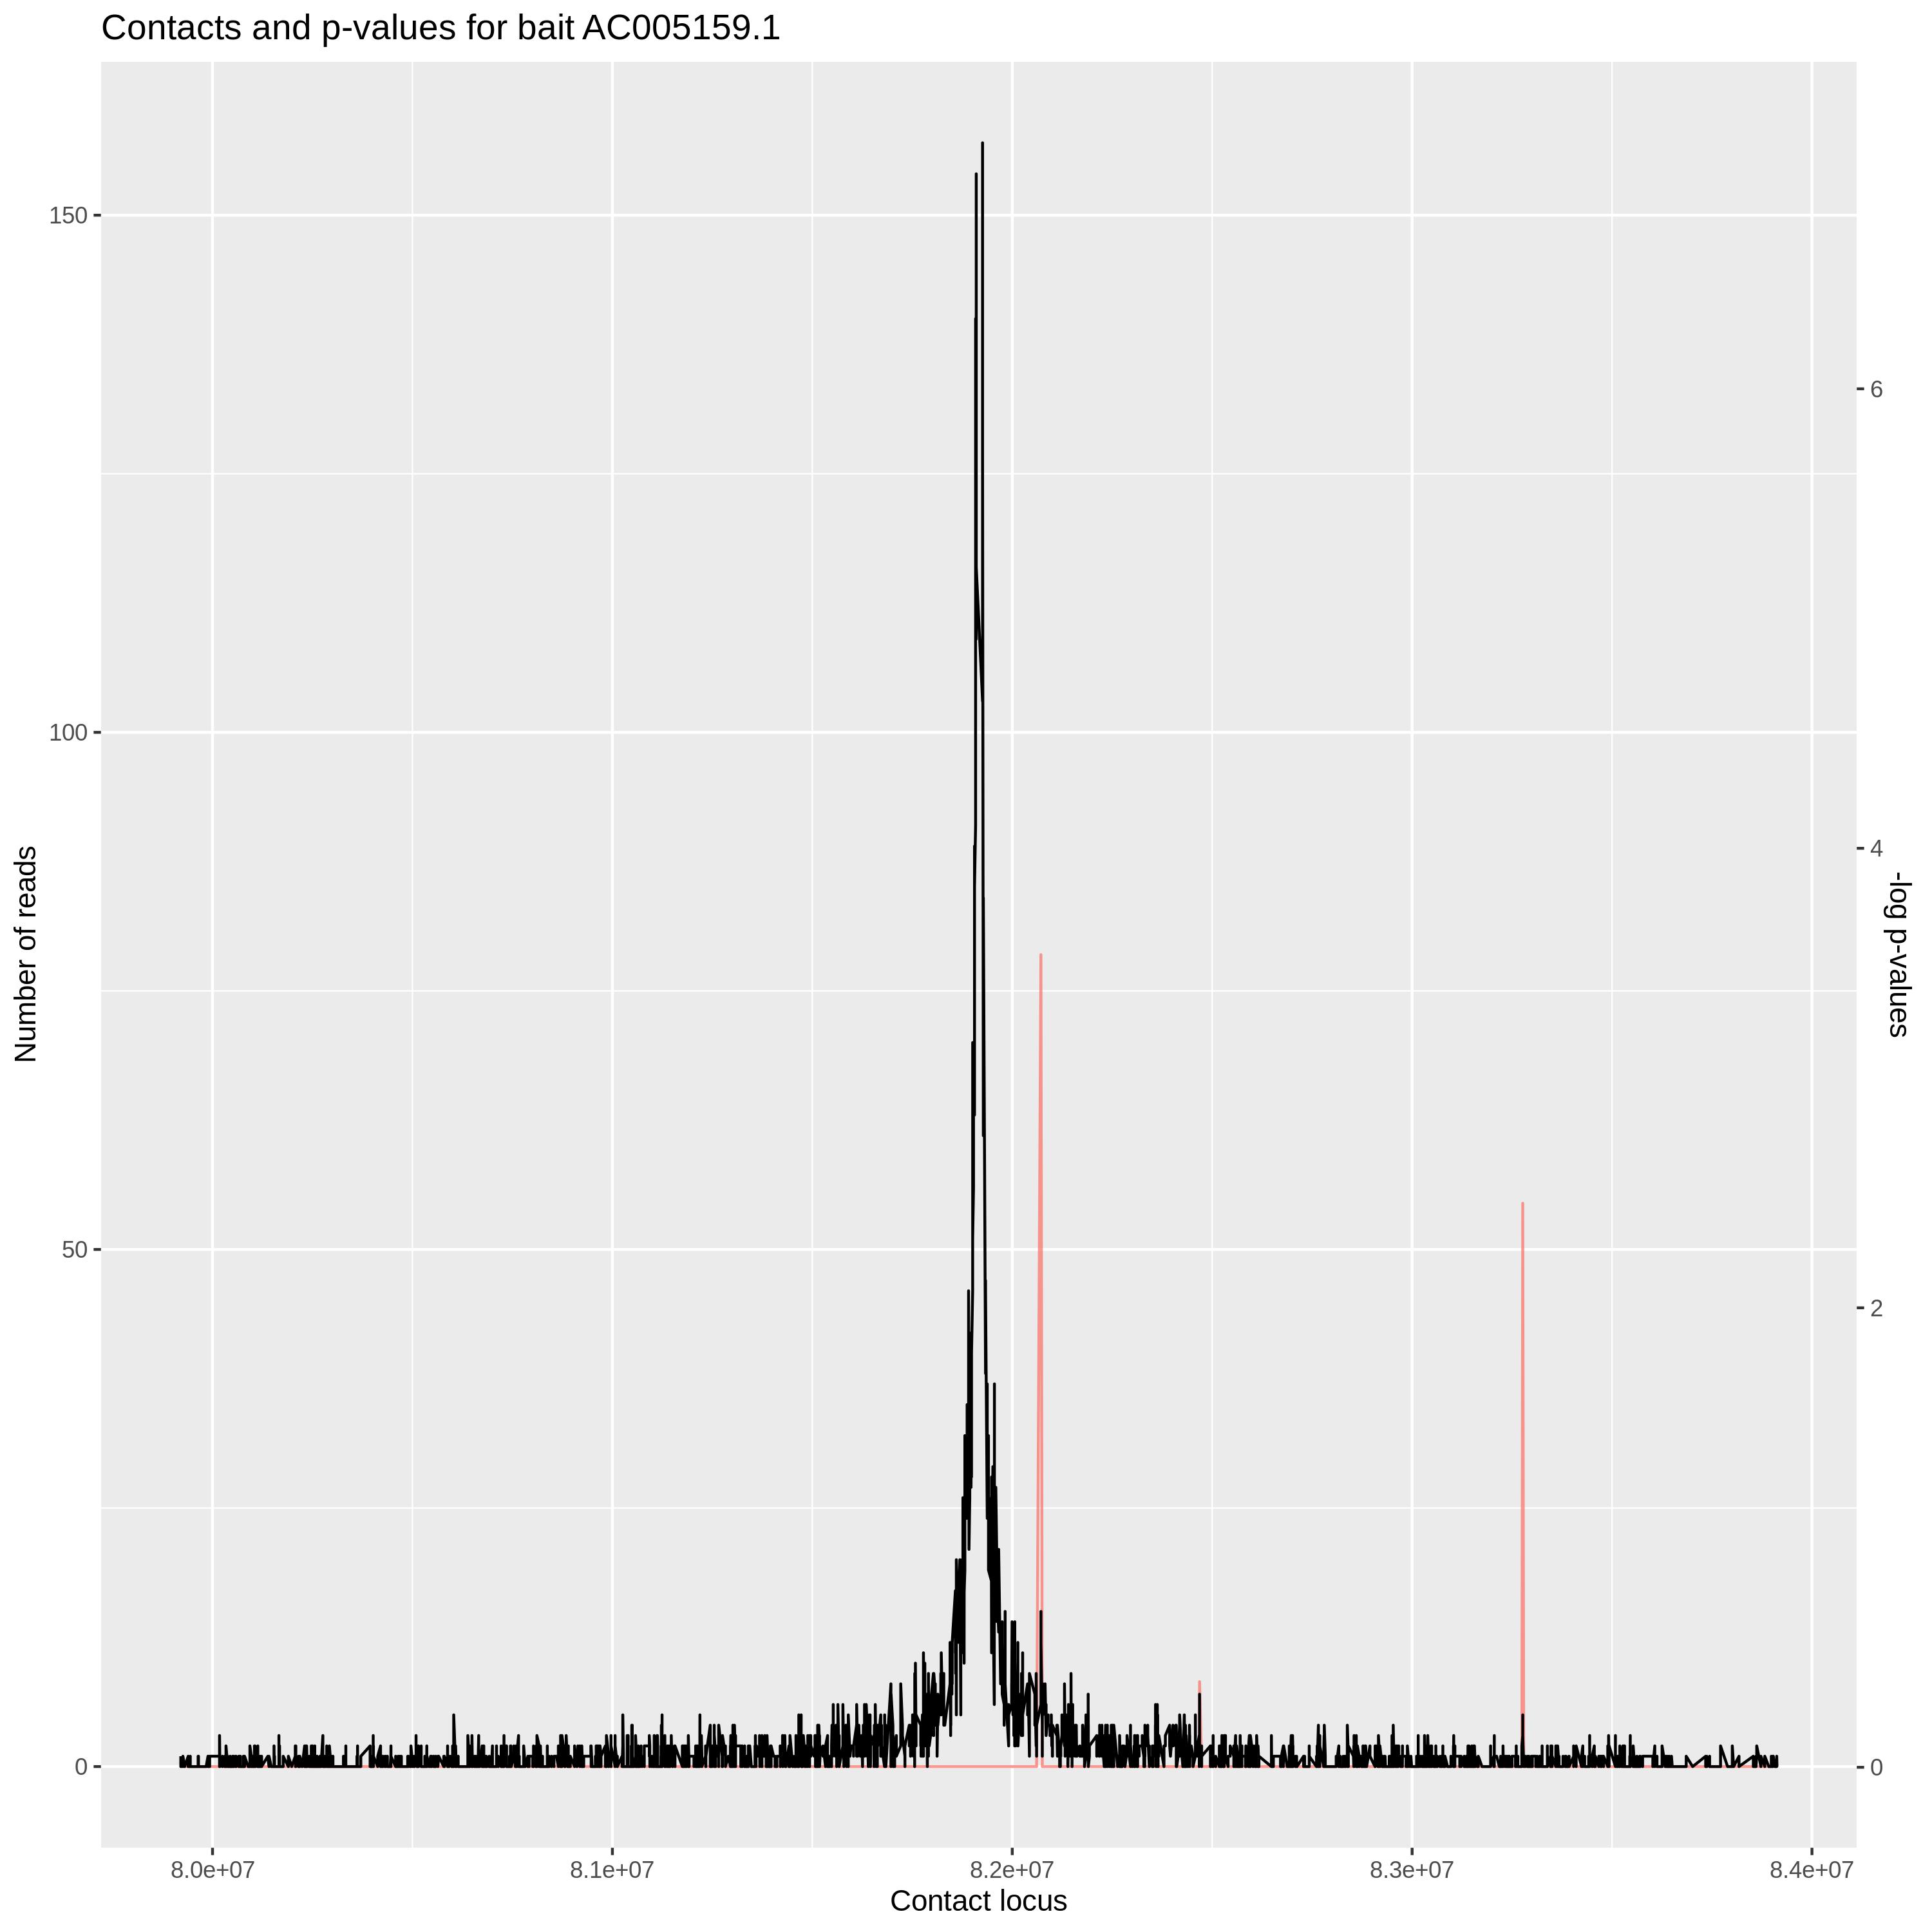 Contacts and p-values for bait AC005159.1
150
100
50
0
Number of reads
6
4
2
0
-log p-values
8.0e+07
8.1e+07
8.2e+07
8.3e+07
8.4e+07
Contact locus